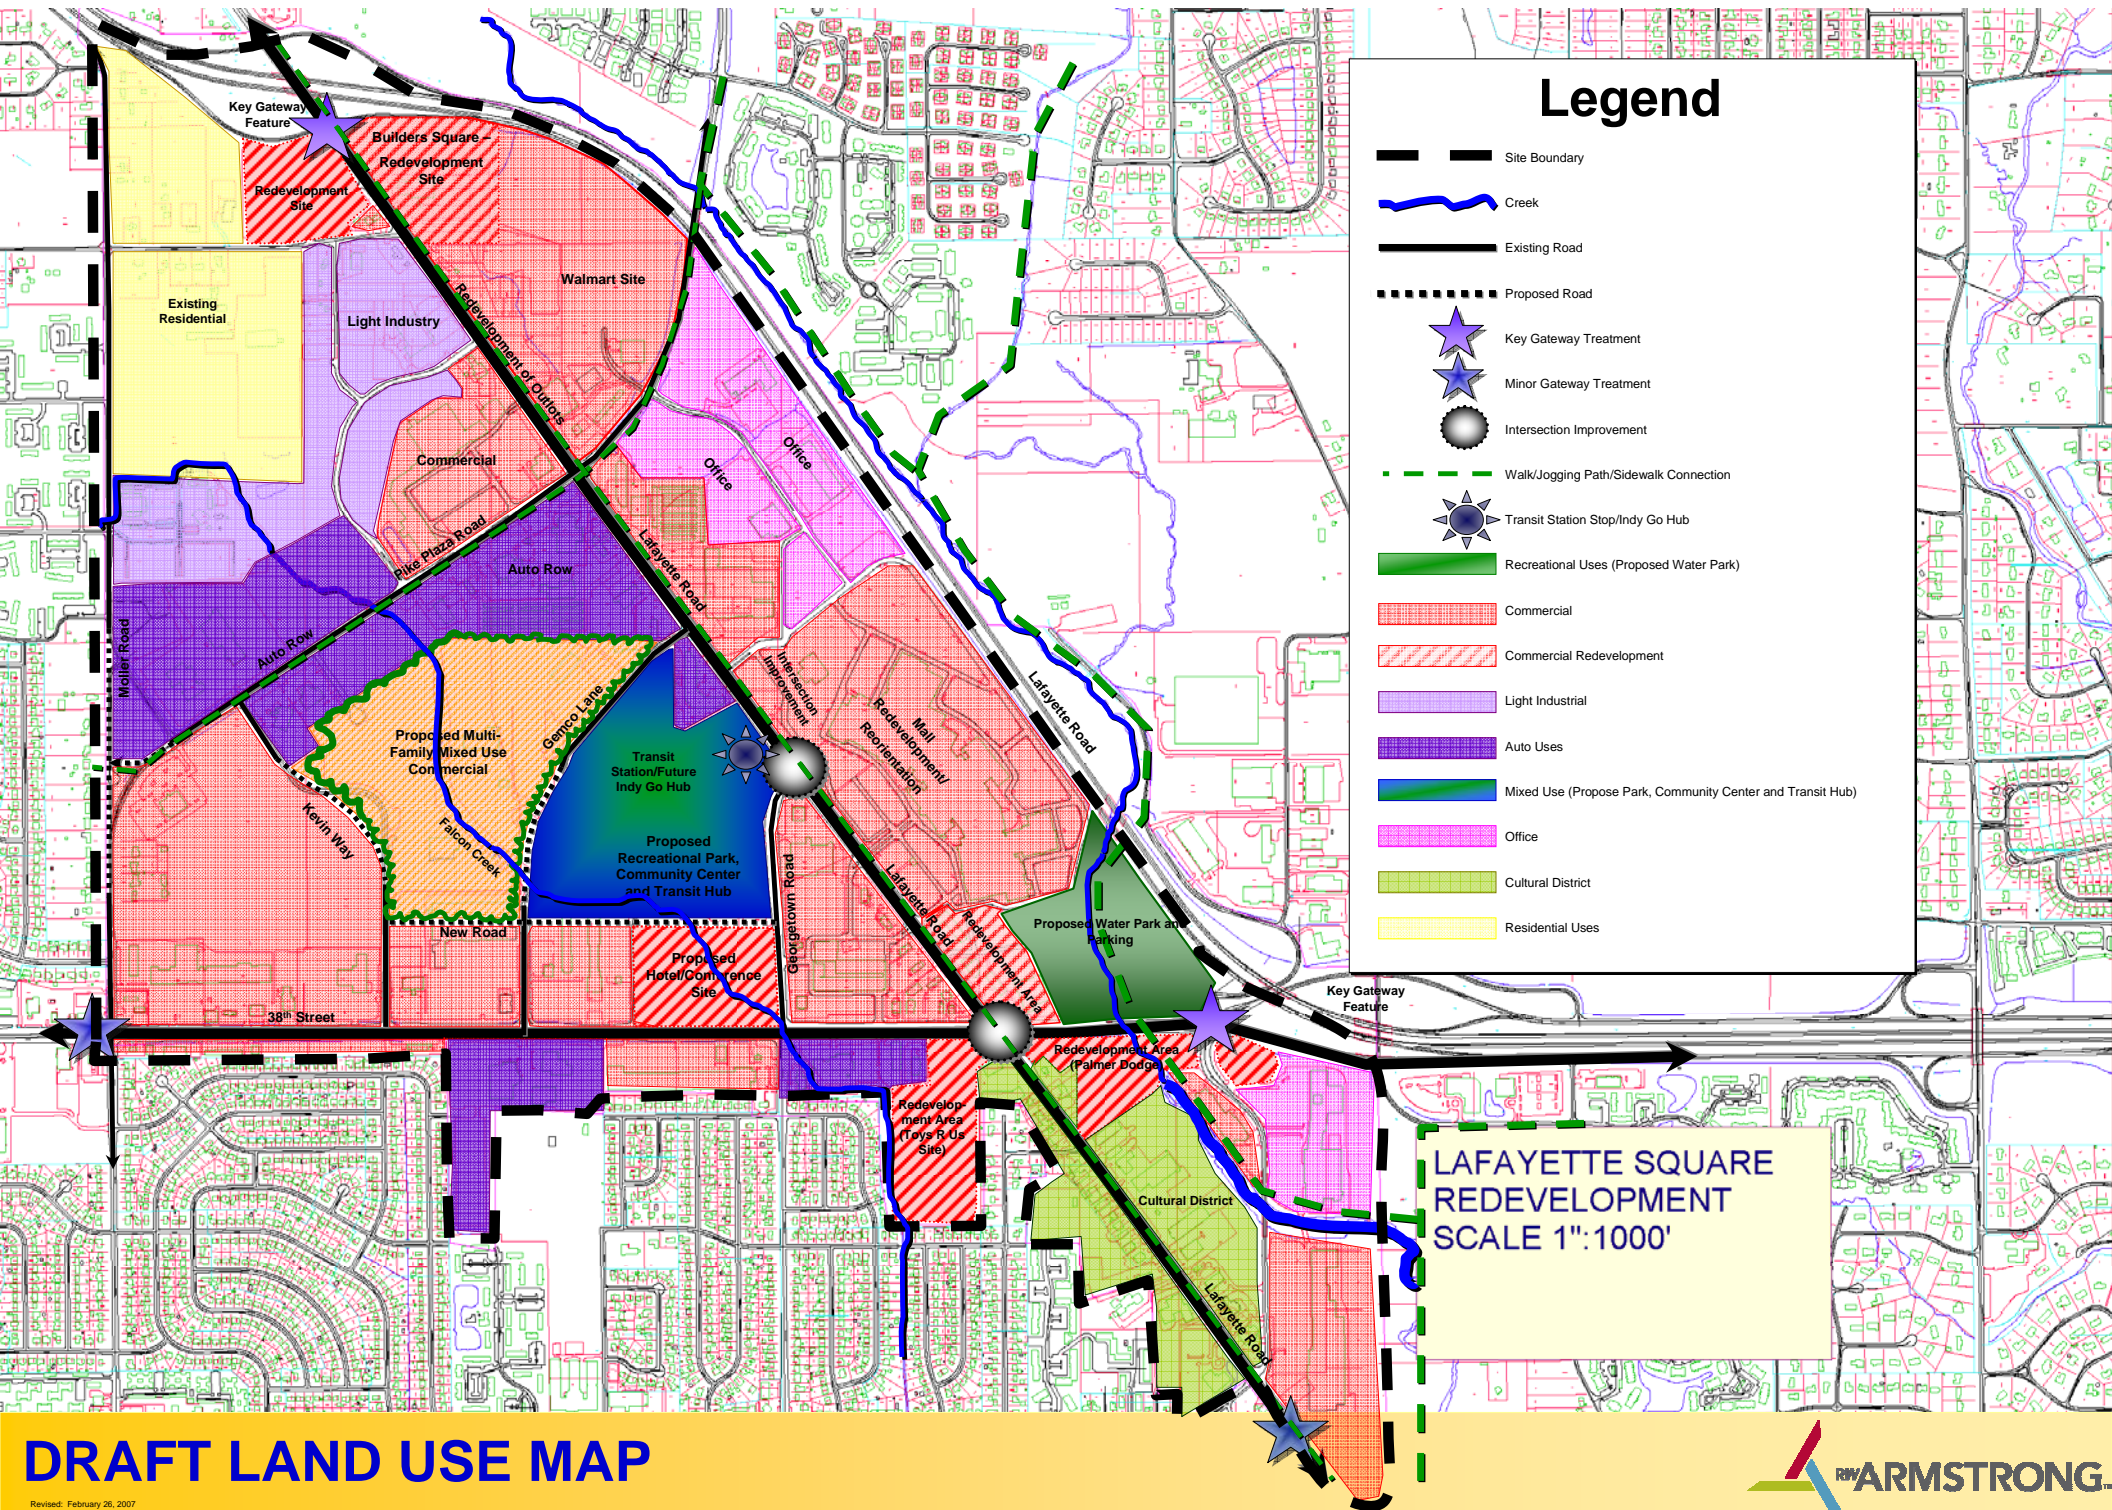 Key Gateway
Feature
Builders Square –
Redevelopment
Site
Redevelopment
Site
Walmart Site
Existing
Residential
Light Industry
Redevelopment of Outlots
Commercial
Office
Office
Pike Plaza Road
Auto Row
Lafayette Road
Moller Road
Auto Row
Intersection
Improvement
Mall
Redevelopment/
Reorientation
Lafayette Road
Gemco Lane
Proposed Multi-
Family Mixed Use
Commercial
Transit
Station/Future
Indy Go Hub
Kevin Way
Falcon Creek
Proposed
Recreational Park,
Community Center
and Transit Hub
Georgetown Road
Lafayette Road
Redevelopment Area
Proposed Water Park and
Parking
New Road
Proposed
Hotel/Conference
Site
38th Street
Key Gateway
Feature
Redevelopment Area
(Palmer Dodge)
Redevelop-
ment Area
(Toys R Us
Site)
Cultural District
Lafayette Road
Legend
Site Boundary
Creek
Existing Road
Proposed Road
Key Gateway Treatment
Minor Gateway Treatment
Intersection Improvement
Walk/Jogging Path/Sidewalk Connection
Transit Station Stop/Indy Go Hub
Recreational Uses (Proposed Water Park)
Commercial
Commercial Redevelopment
Light Industrial
Auto Uses
Mixed Use (Propose Park, Community Center and Transit Hub)
Office
Cultural District
Residential Uses
LAFAYETTE SQUARE
REDEVELOPMENT
SCALE 1":1000'
DRAFT LAND USE MAP
Revised: February 26, 2007
RWARMSTRONG